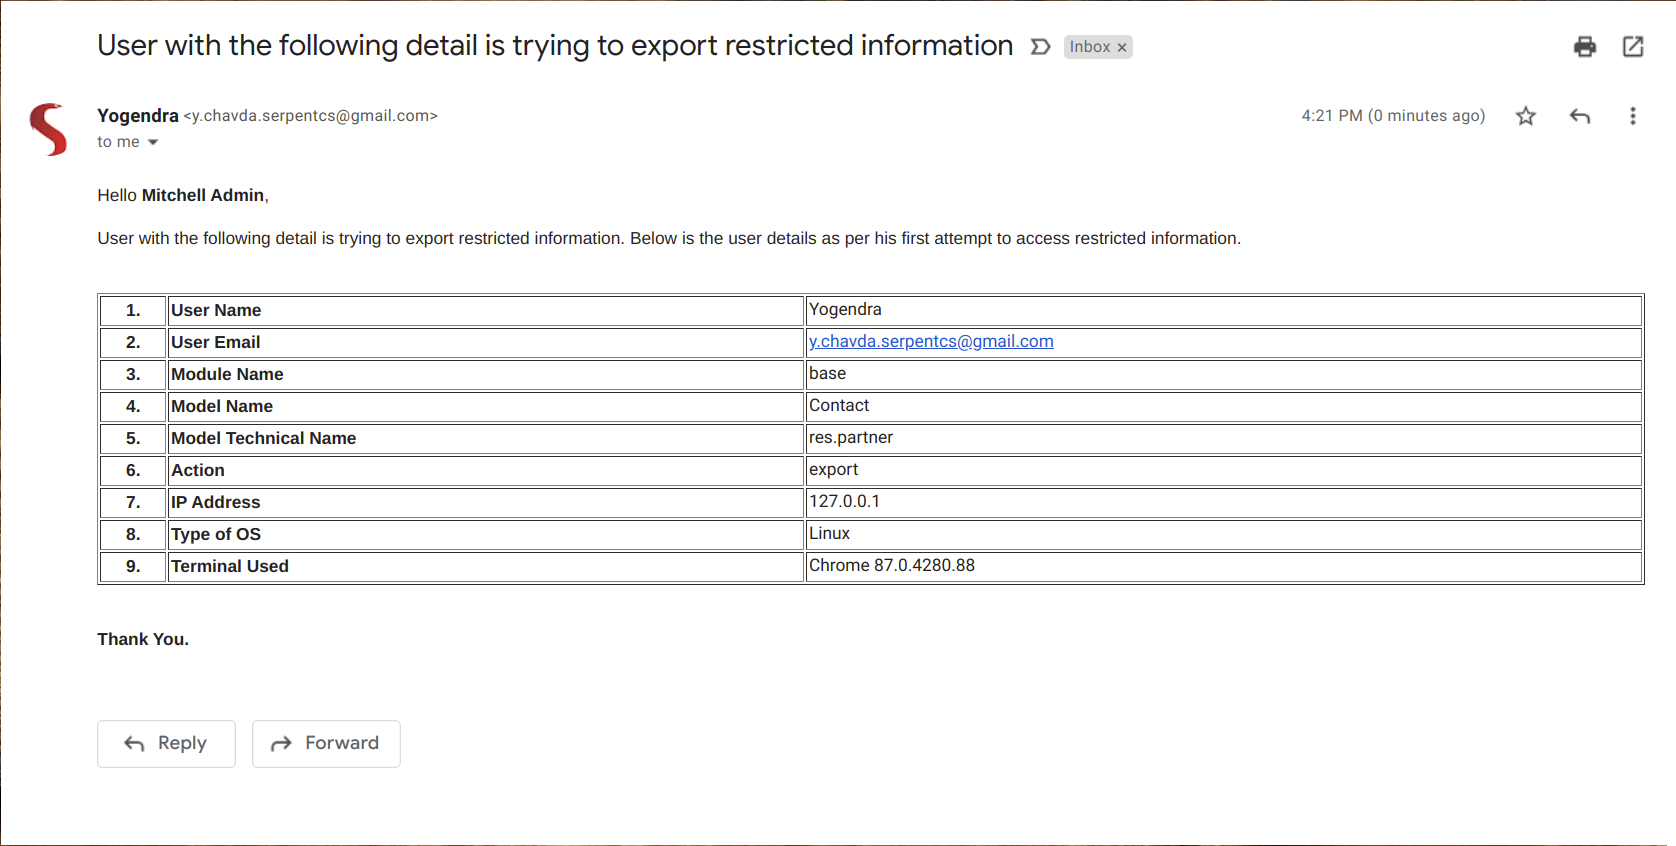 User with the following detail is trying to export restricted information Inbox ×
Yogendra <y.chavda.serpentcs@gmail.com> 4:21 PM (0 minutes ago)
to me
Hello Mitchell Admin,
User with the following detail is trying to export restricted information. Below is the user details as per his first attempt to access restricted information.
1. User Name Yogendra
2. User Email y.chavda.serpentcs@gmail.com
3. Module Name base
4. Model Name Contact
5. Model Technical Name res.partner
6. Action export
7. IP Address 127.0.0.1
8. Type of OS Linux
9. Terminal Used Chrome 87.0.4280.88
Thank You.
Reply Forward